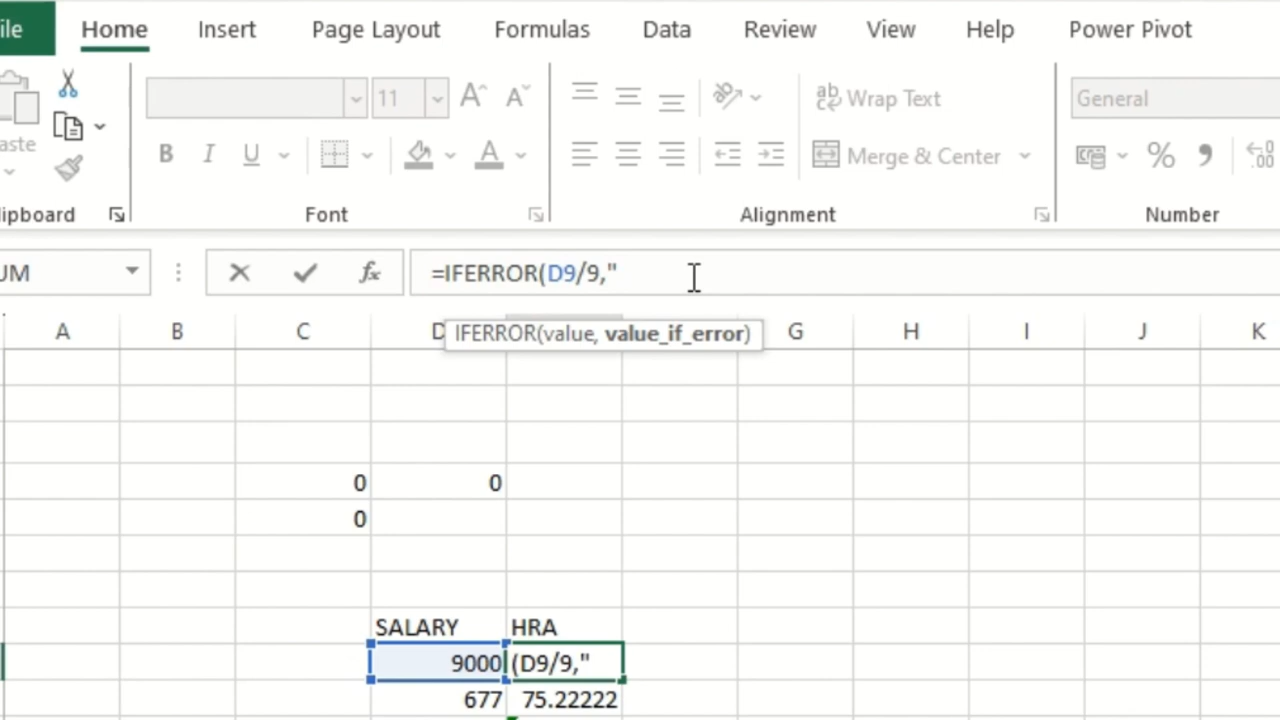 ile Home Insert Page Layout Formulas Data Review View Help Power Pivot
11 Wrap Text General
aste B I U A Merge & Center % 
lipboard Font Alignment Number
UM fx =IFERROR(D9/9,"
IFERROR(value, value_if_error)
A B C D G H I J K
0 0
0
SALARY HRA
9000 (D9/9,"
677 75.22222